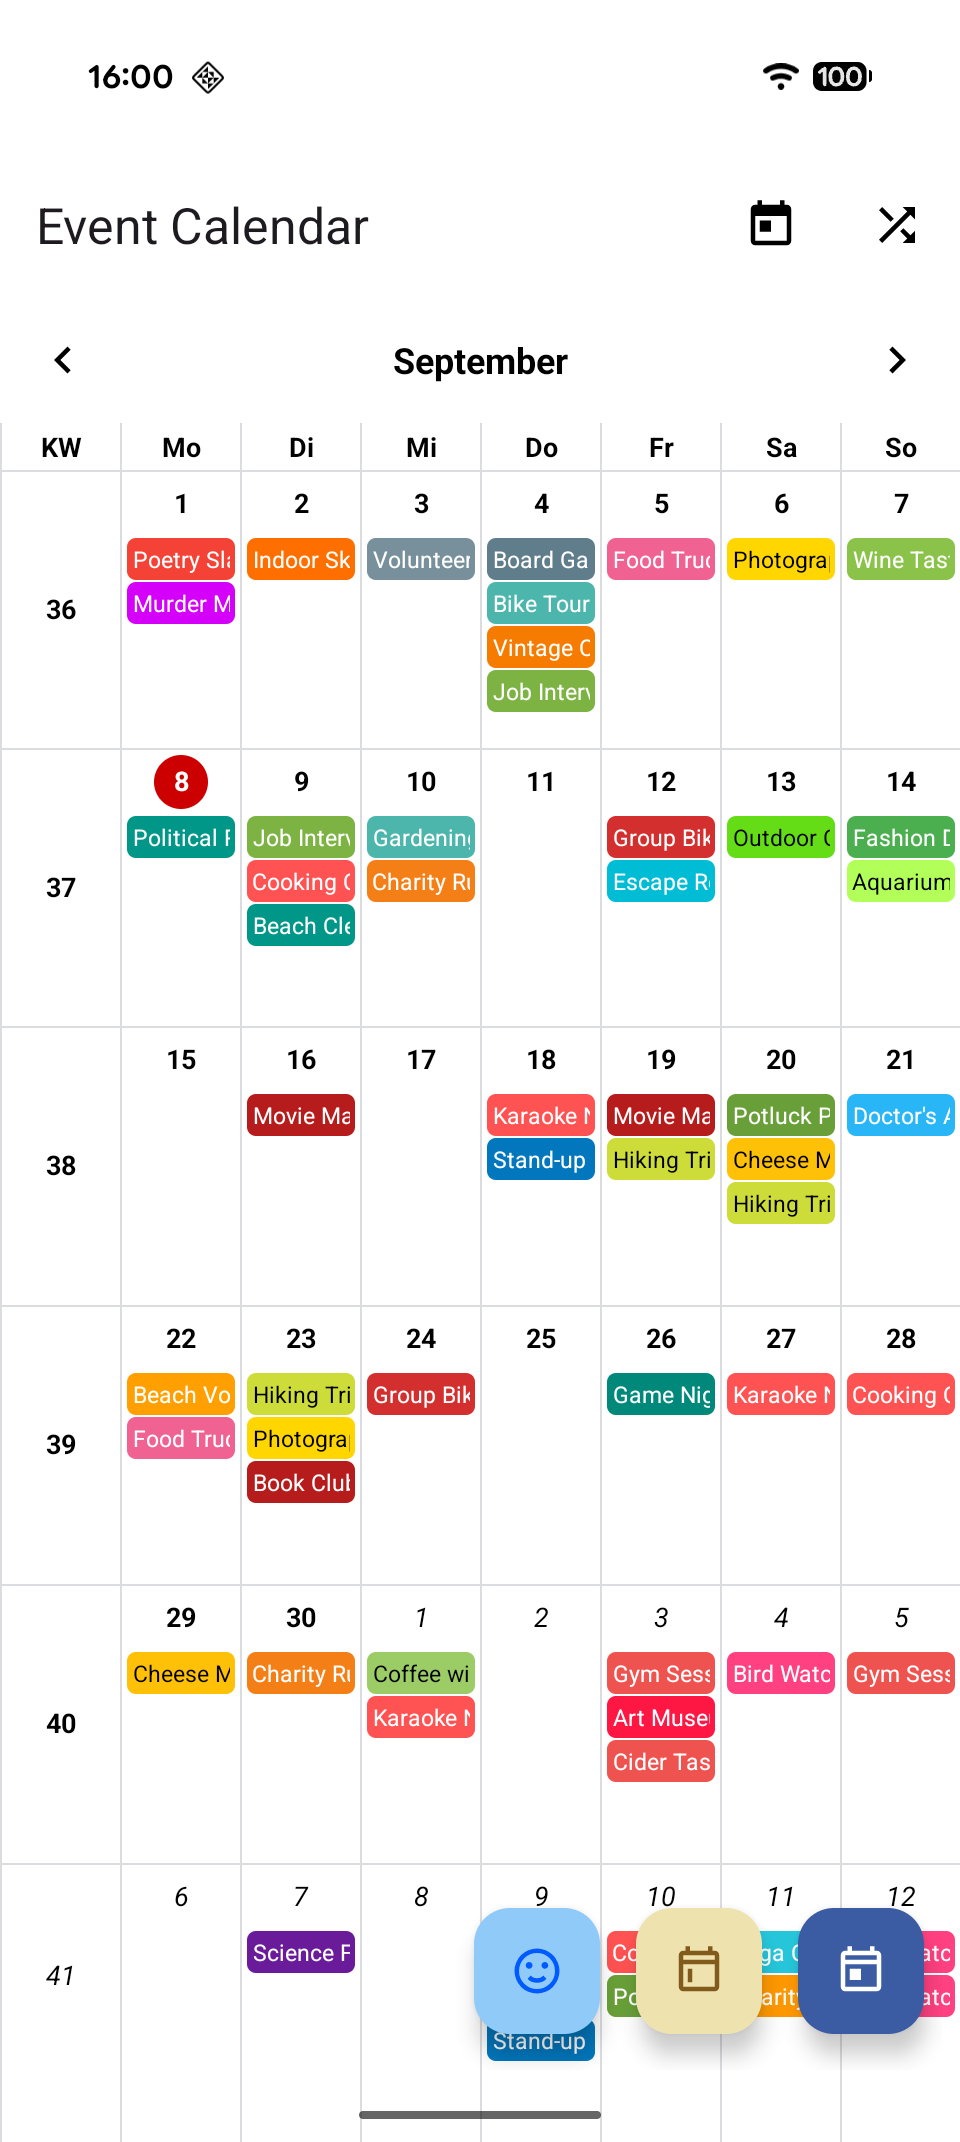 16:00 100
Event Calendar
September
KW Mo Di Mi Do Fr Sa So
36 1 2 3 4 5 6 7
Poetry Sla Indoor Sk Volunteer Board Ga Food Truc Photogra Wine Tas
Murder M Bike Tour
Vintage C
Job Interv
37 8 9 10 11 12 13 14
Political Job Interv Gardening Group Bik Outdoor Fashion D
Cooking Charity Ru Escape R Aquarium
Beach Cle
38 15 16 17 18 19 20 21
Movie Ma Karaoke N Movie Ma Potluck P Doctor's A
Stand-up Hiking Tri Cheese M
Hiking Tri
39 22 23 24 25 26 27 28
Beach Vo Hiking Tri Group Bik Game Nig Karaoke N Cooking
Food Truc Photogra
Book Club
40 29 30 1 2 3 4 5
Cheese M Charity Ru Coffee wi Gym Sess Bird Watc Gym Sess
Karaoke N Art Muse
Cider Tas
41 6 7 8 9 10 11 12
Science F Co ga atc
Po arity atc
Stand-up